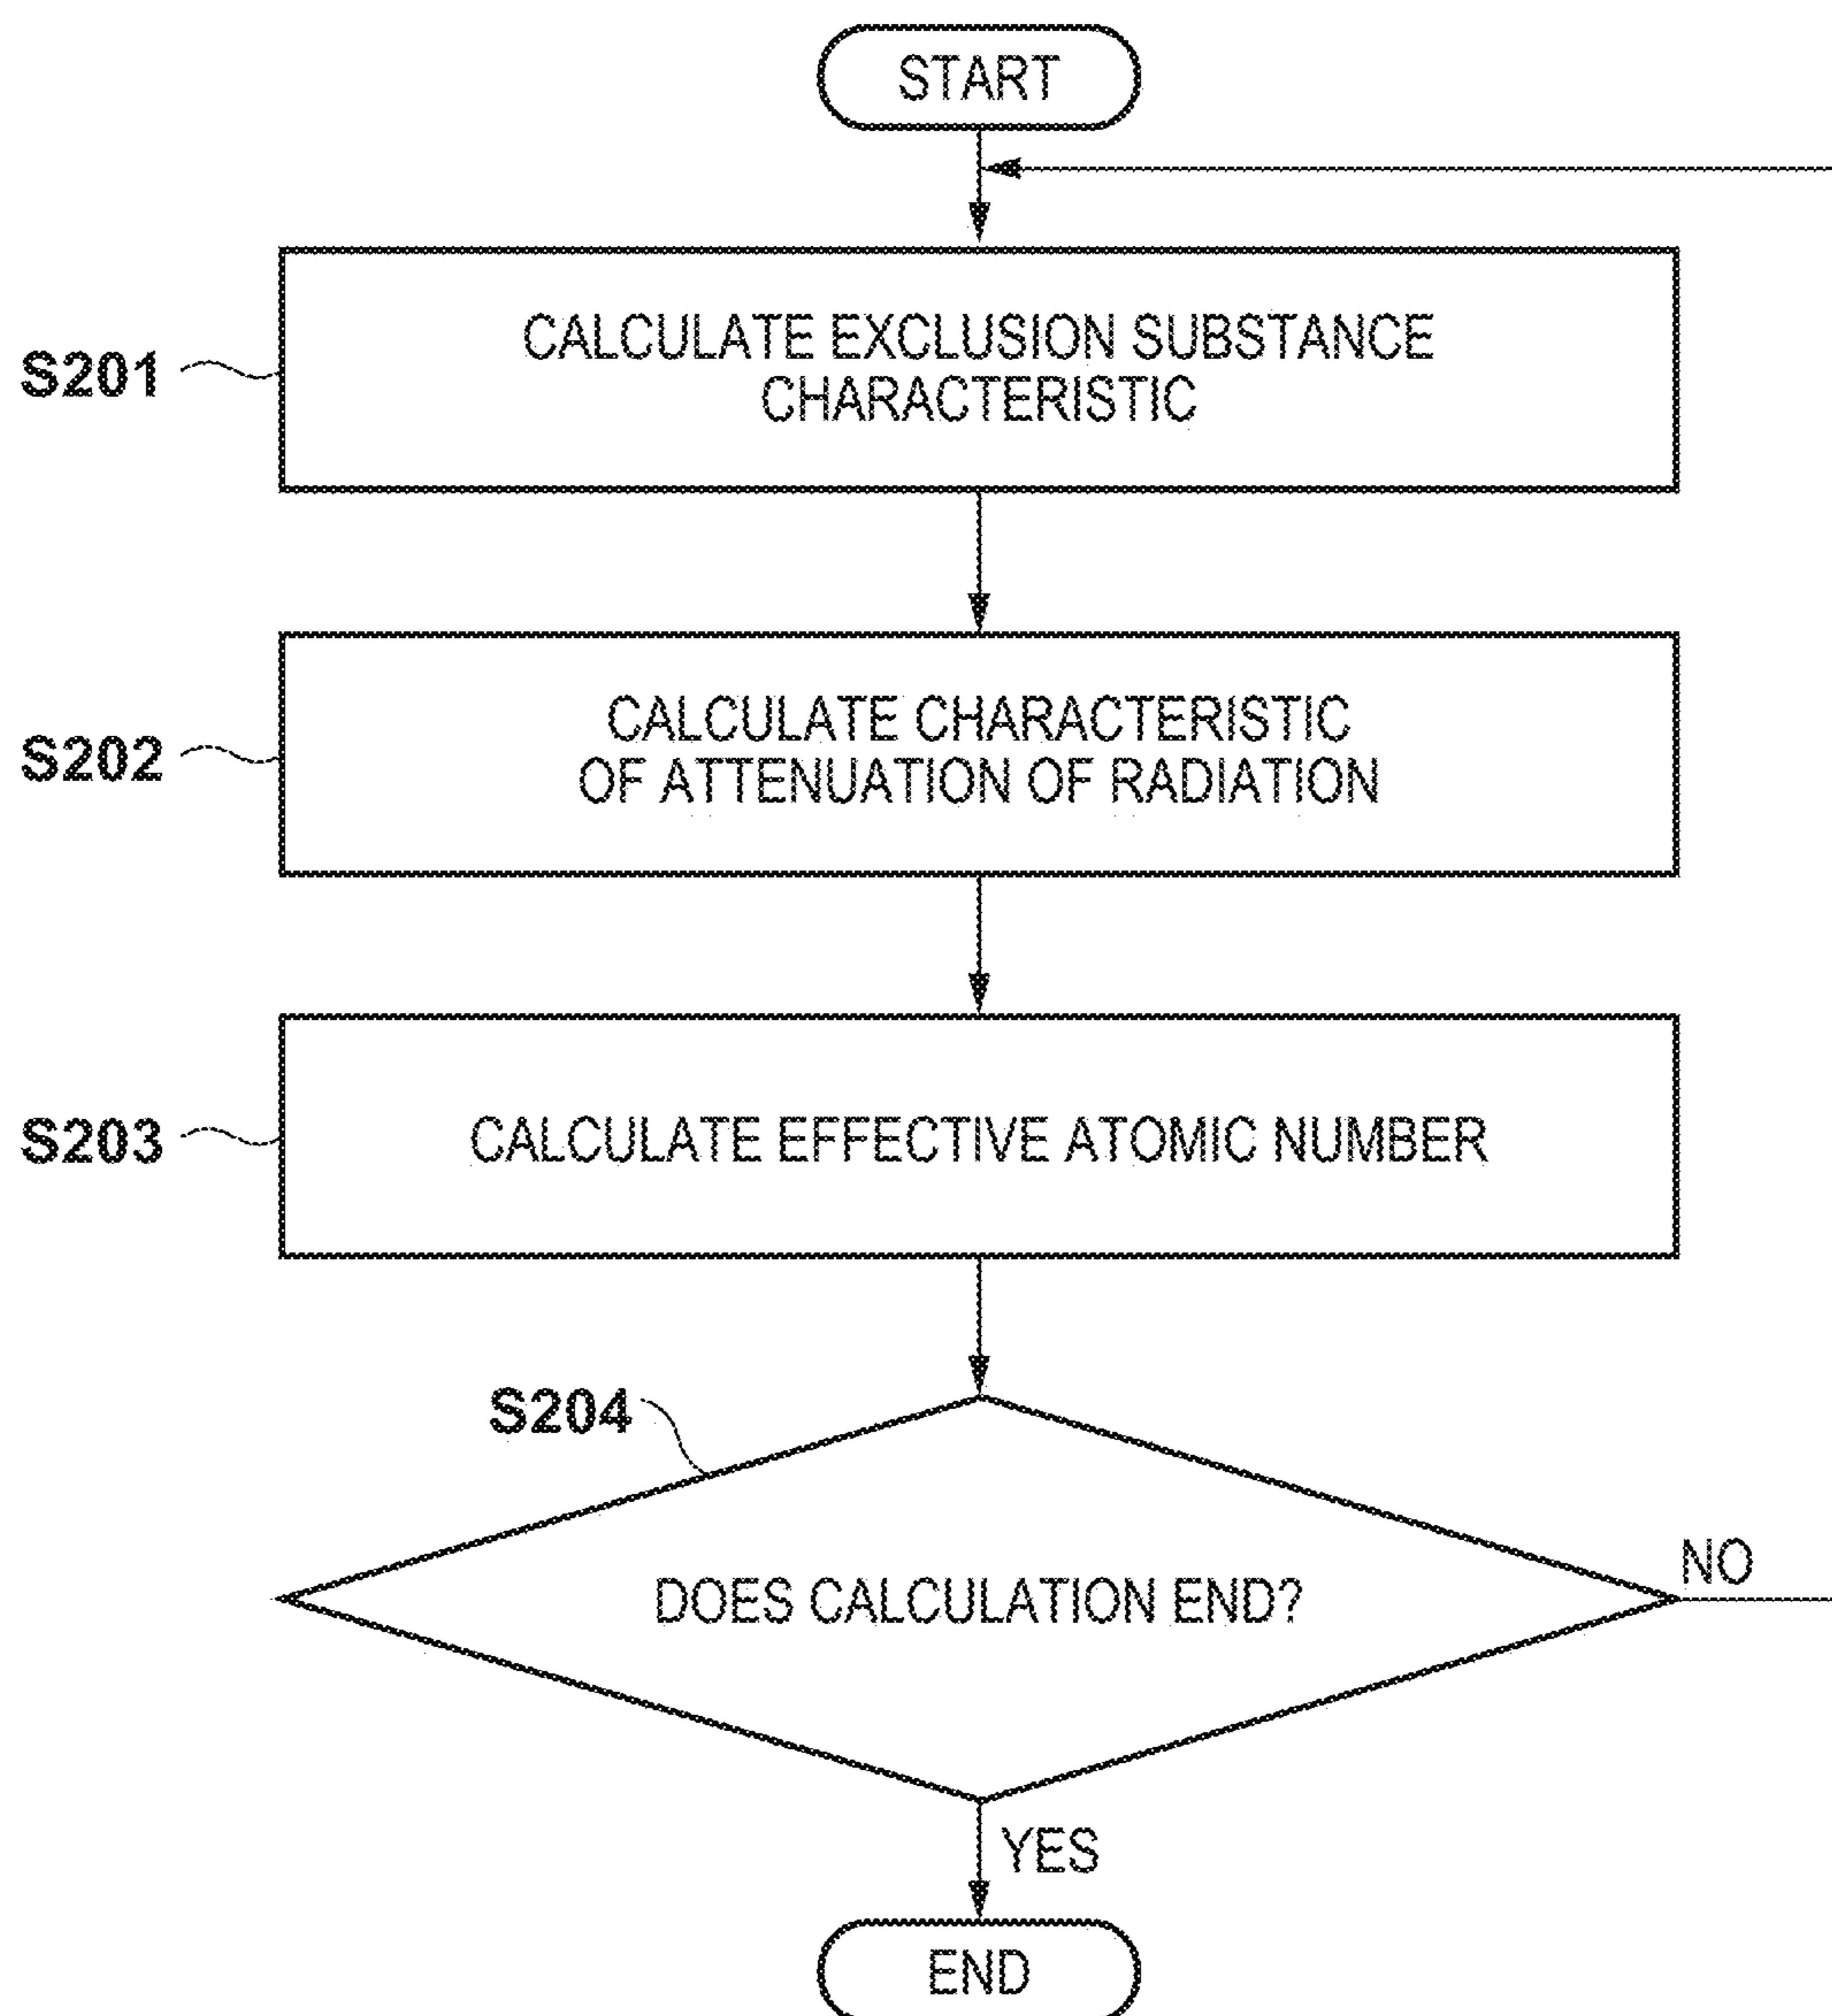 START
S201
CALCULATE EXCLUSION SUBSTANCE
CHARACTERISTIC
S202
CALCULATE CHARACTERISTIC
OF ATTENUATION OF RADIATION
S203
CALCULATE EFFECTIVE ATOMIC NUMBER
S204
DOES CALCULATION END?
NO
YES
END